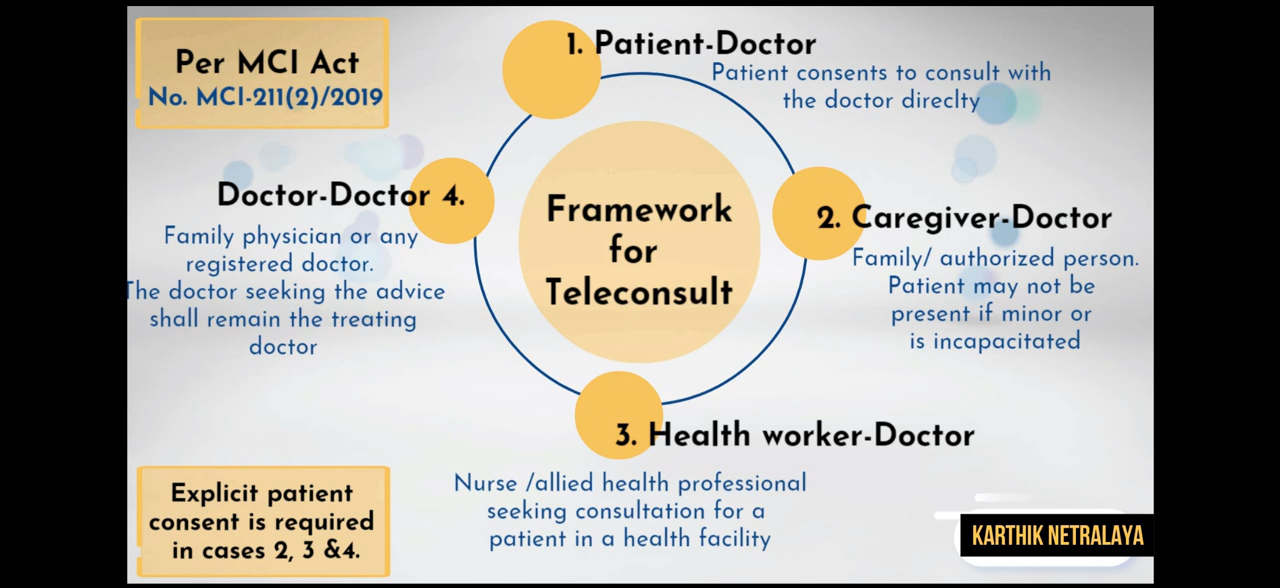 Per MCI Act
No. MCI-211(2)/2019
1. Patient-Doctor
Patient consents to consult with
the doctor direclty
Doctor-Doctor 4.
Family physician or any
registered doctor.
The doctor seeking the advice
shall remain the treating
doctor
Framework
for
Teleconsult
2. Caregiver-Doctor
Family/ authorized person.
Patient may not be
present if minor or
is incapacitated
3. Health worker-Doctor
Nurse /allied health professional
seeking consultation for a
patient in a health facility
Explicit patient
consent is required
in cases 2, 3 &4.
KARTHIK NETRALAYA